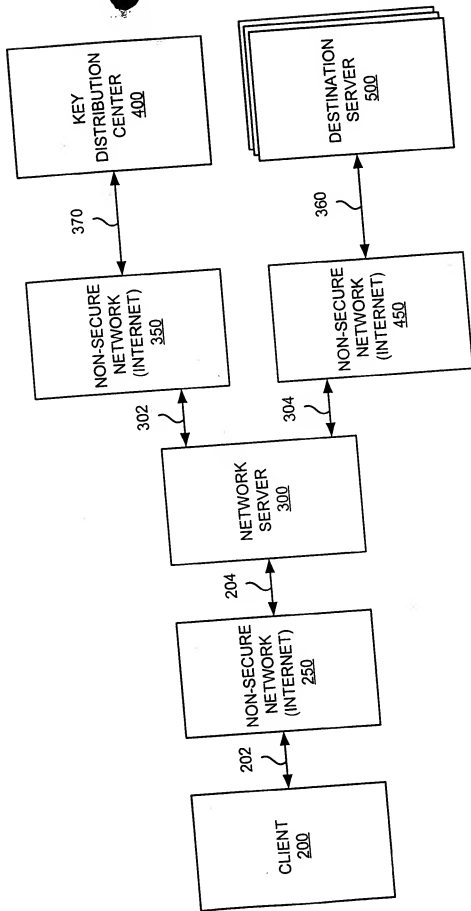 CLIENT
200
202
NON-SECURE
NETWORK
(INTERNET)
250
204
NETWORK
SERVER
300
302
NON-SECURE
NETWORK
(INTERNET)
350
370
KEY
DISTRIBUTION
CENTER
400
304
NON-SECURE
NETWORK
(INTERNET)
450
360
DESTINATION
SERVER
500